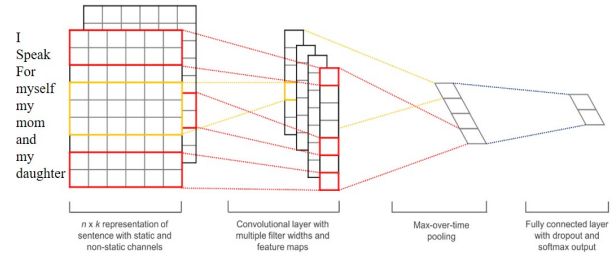 I
Speak
For
myself
my
mom
and
my
daughter
n x k representation of
sentence with static and
non-static channels
Convolutional layer with
multiple filter widths and
feature maps
Max-over-time
pooling
Fully connected layer
with dropout and
softmax output